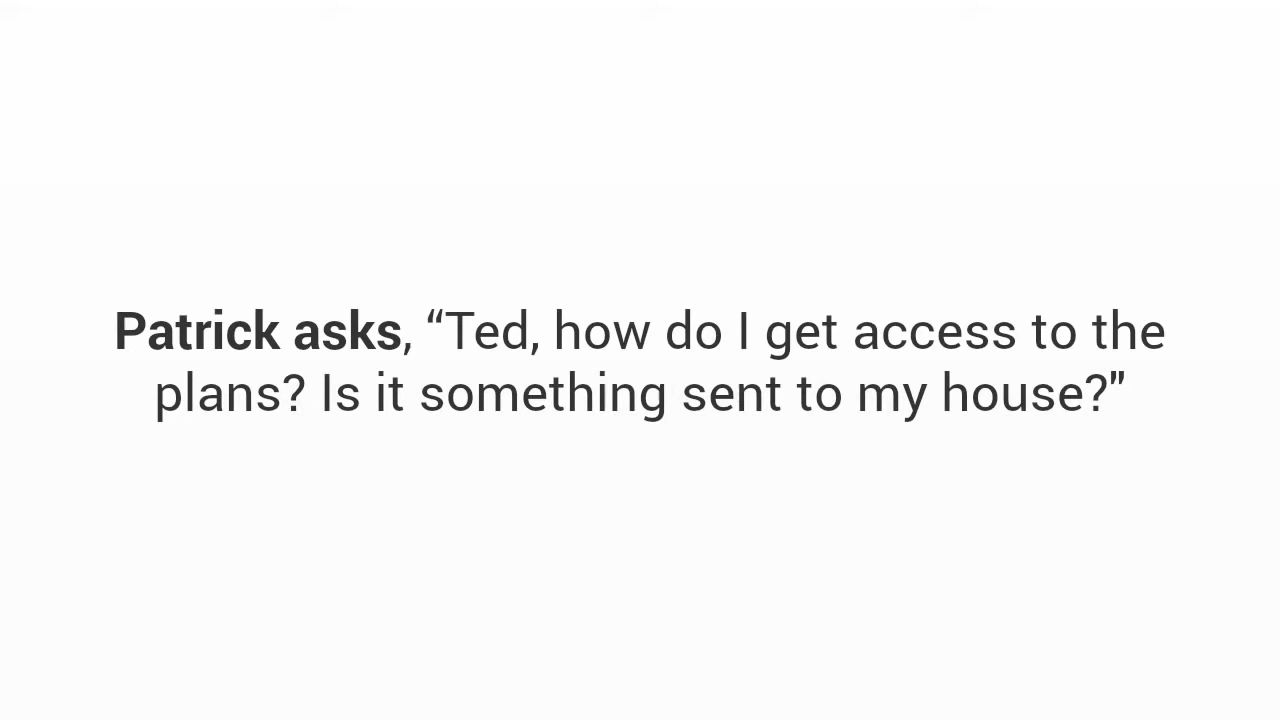 Patrick asks, “Ted, how do I get access to the
plans? Is it something sent to my house?"